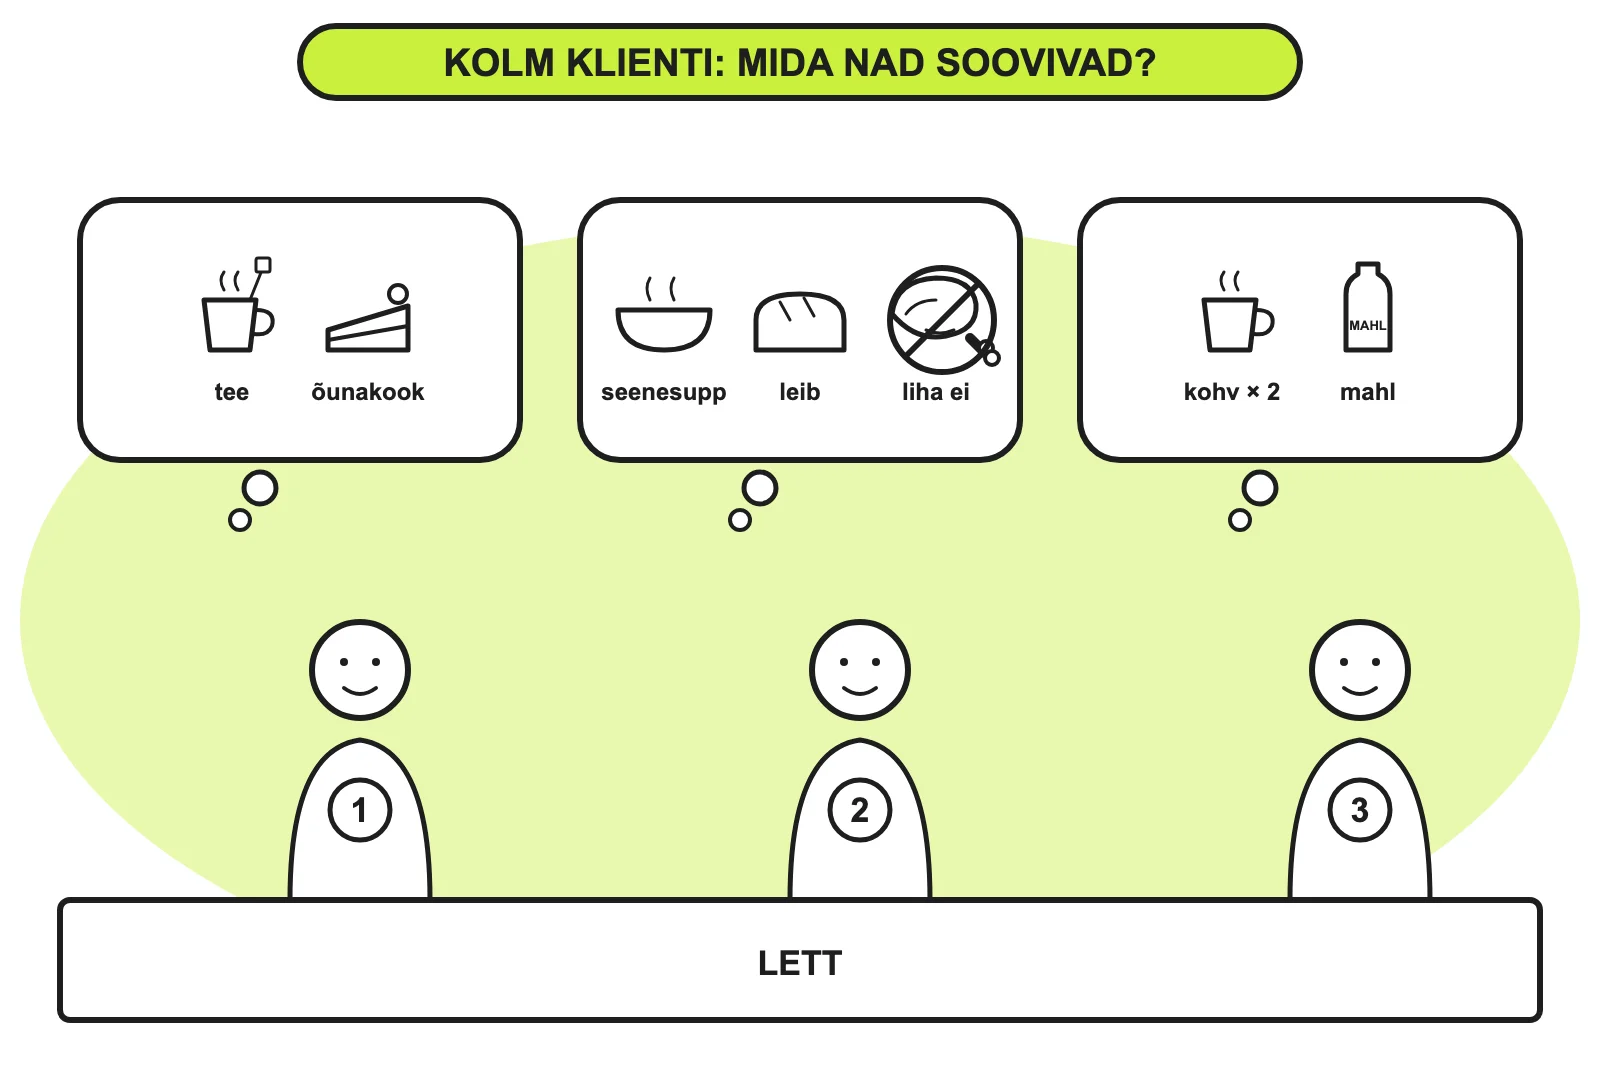 KOLM KLIENTI: MIDA NAD SOOVIVAD?
tee õunakook
seenesupp leib liha ei
MAHL
kohv × 2 mahl
1
2
3
LETT